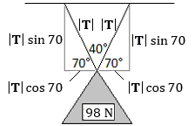 |T| |T|
|T| sin 70 |T| sin 70
40°
70° 70°
|T| cos 70 |T| cos 70
98 N